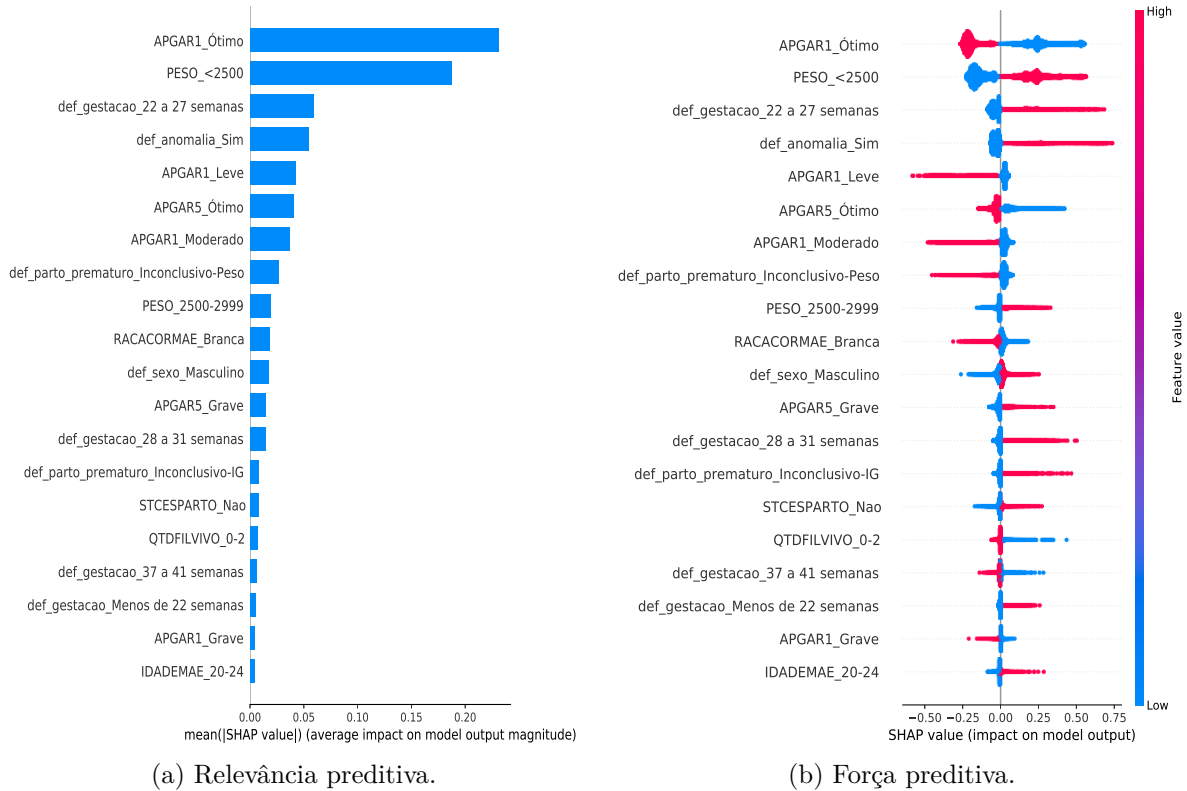 APGAR1_Ótimo
PESO_<2500
def_gestacao_22 a 27 semanas
def_anomalia_Sim
APGAR1_Leve
APGAR5_Ótimo
APGAR1_Moderado
def_parto_prematuro_Inconclusivo-Peso
PESO_2500-2999
RACACORMAE_Branca
def_sexo_Masculino
APGAR5_Grave
def_gestacao_28 a 31 semanas
def_parto_prematuro_Inconclusivo-IG
STCESPARTO_Nao
QTDFILVIVO_0-2
def_gestacao_37 a 41 semanas
def_gestacao_Menos de 22 semanas
APGAR1_Grave
IDADEMAE_20-24
0.00 0.05 0.10 0.15 0.20
mean(|SHAP value|) (average impact on model output magnitude)
(a) Relevância preditiva.
APGAR1_Ótimo
PESO_<2500
def_gestacao_22 a 27 semanas
def_anomalia_Sim
APGAR1_Leve
APGAR5_Ótimo
APGAR1_Moderado
def_parto_prematuro_Inconclusivo-Peso
PESO_2500-2999
RACACORMAE_Branca
def_sexo_Masculino
APGAR5_Grave
def_gestacao_28 a 31 semanas
def_parto_prematuro_Inconclusivo-IG
STCESPARTO_Nao
QTDFILVIVO_0-2
def_gestacao_37 a 41 semanas
def_gestacao_Menos de 22 semanas
APGAR1_Grave
IDADEMAE_20-24
−0.50 −0.25 0.00 0.25 0.50 0.75
SHAP value (impact on model output)
High
Feature value
Low
(b) Força preditiva.